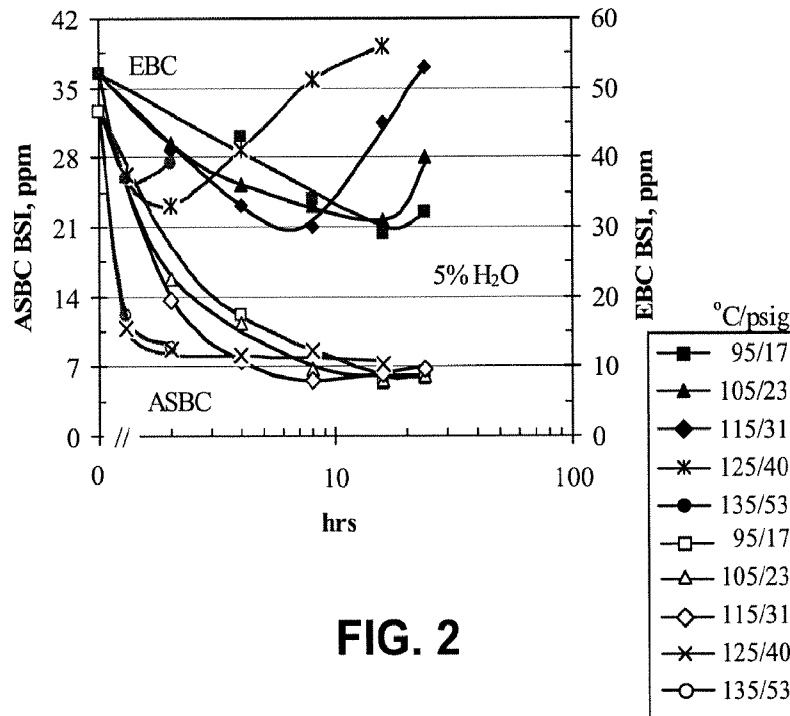 42
35
28
21
14
7
0
ASBC BSI, ppm
EBC
ASBC
5% H₂O
60
50
40
30
20
10
0
EBC BSI, ppm
0 // 10 100
hrs
°C/psig
95/17
105/23
115/31
125/40
135/53
95/17
105/23
115/31
125/40
135/53
FIG. 2